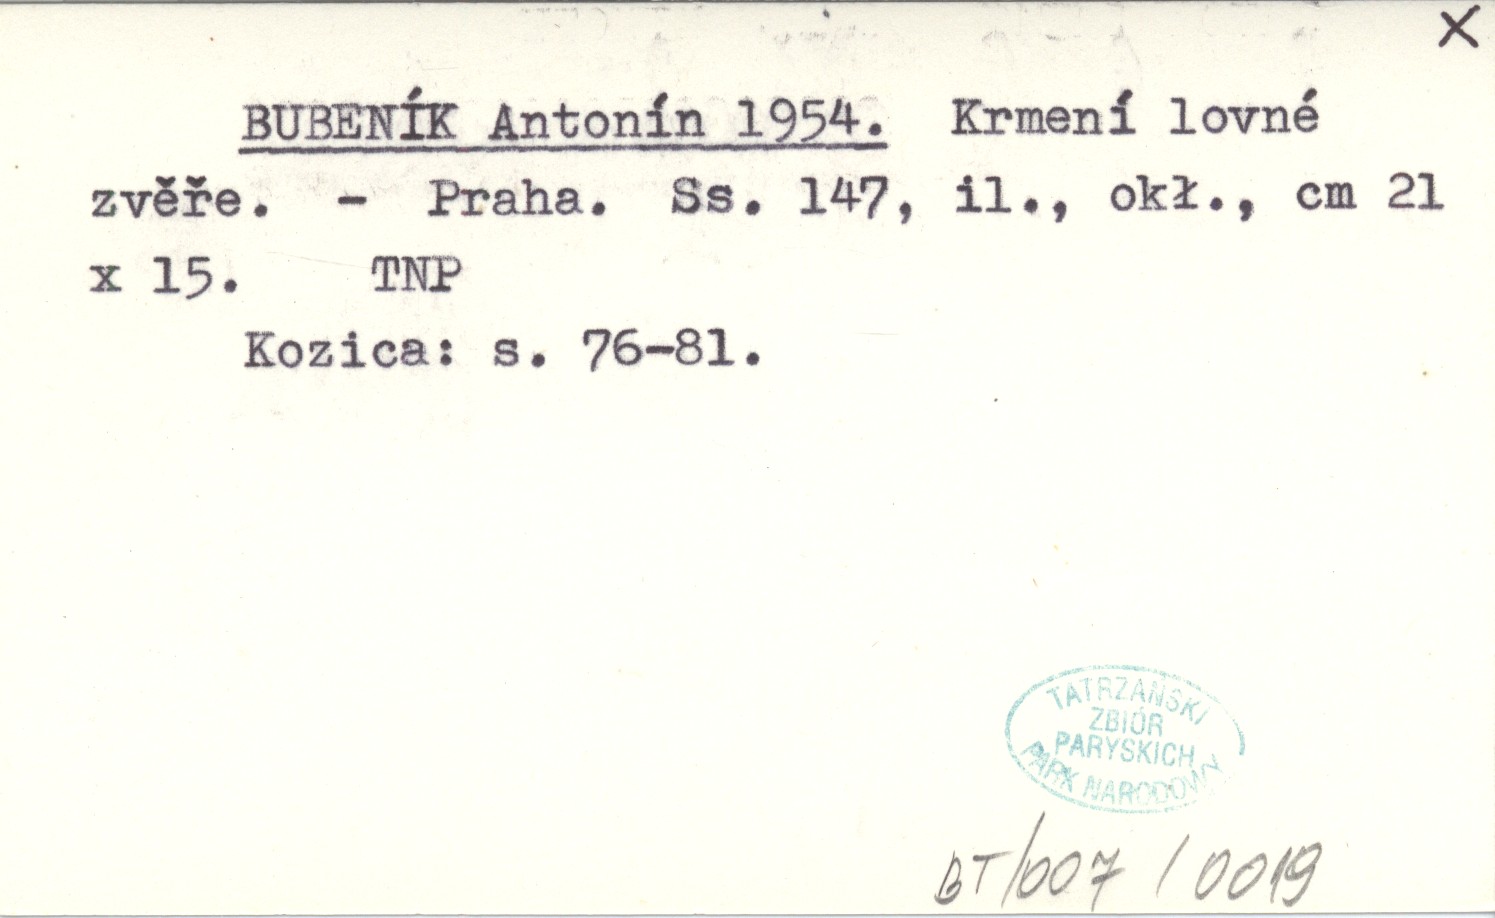 X
BUBENÍK Antonín 1954. Krmení lovné
zvěře. - Praha. Ss. 147, il., okł., cm 21
x 15. TNP
Kozica: s. 76-81.
TATRZAŃSKI
ZBIÓR
PARYSKICH
PARK NARODOWY
BT/007/0019